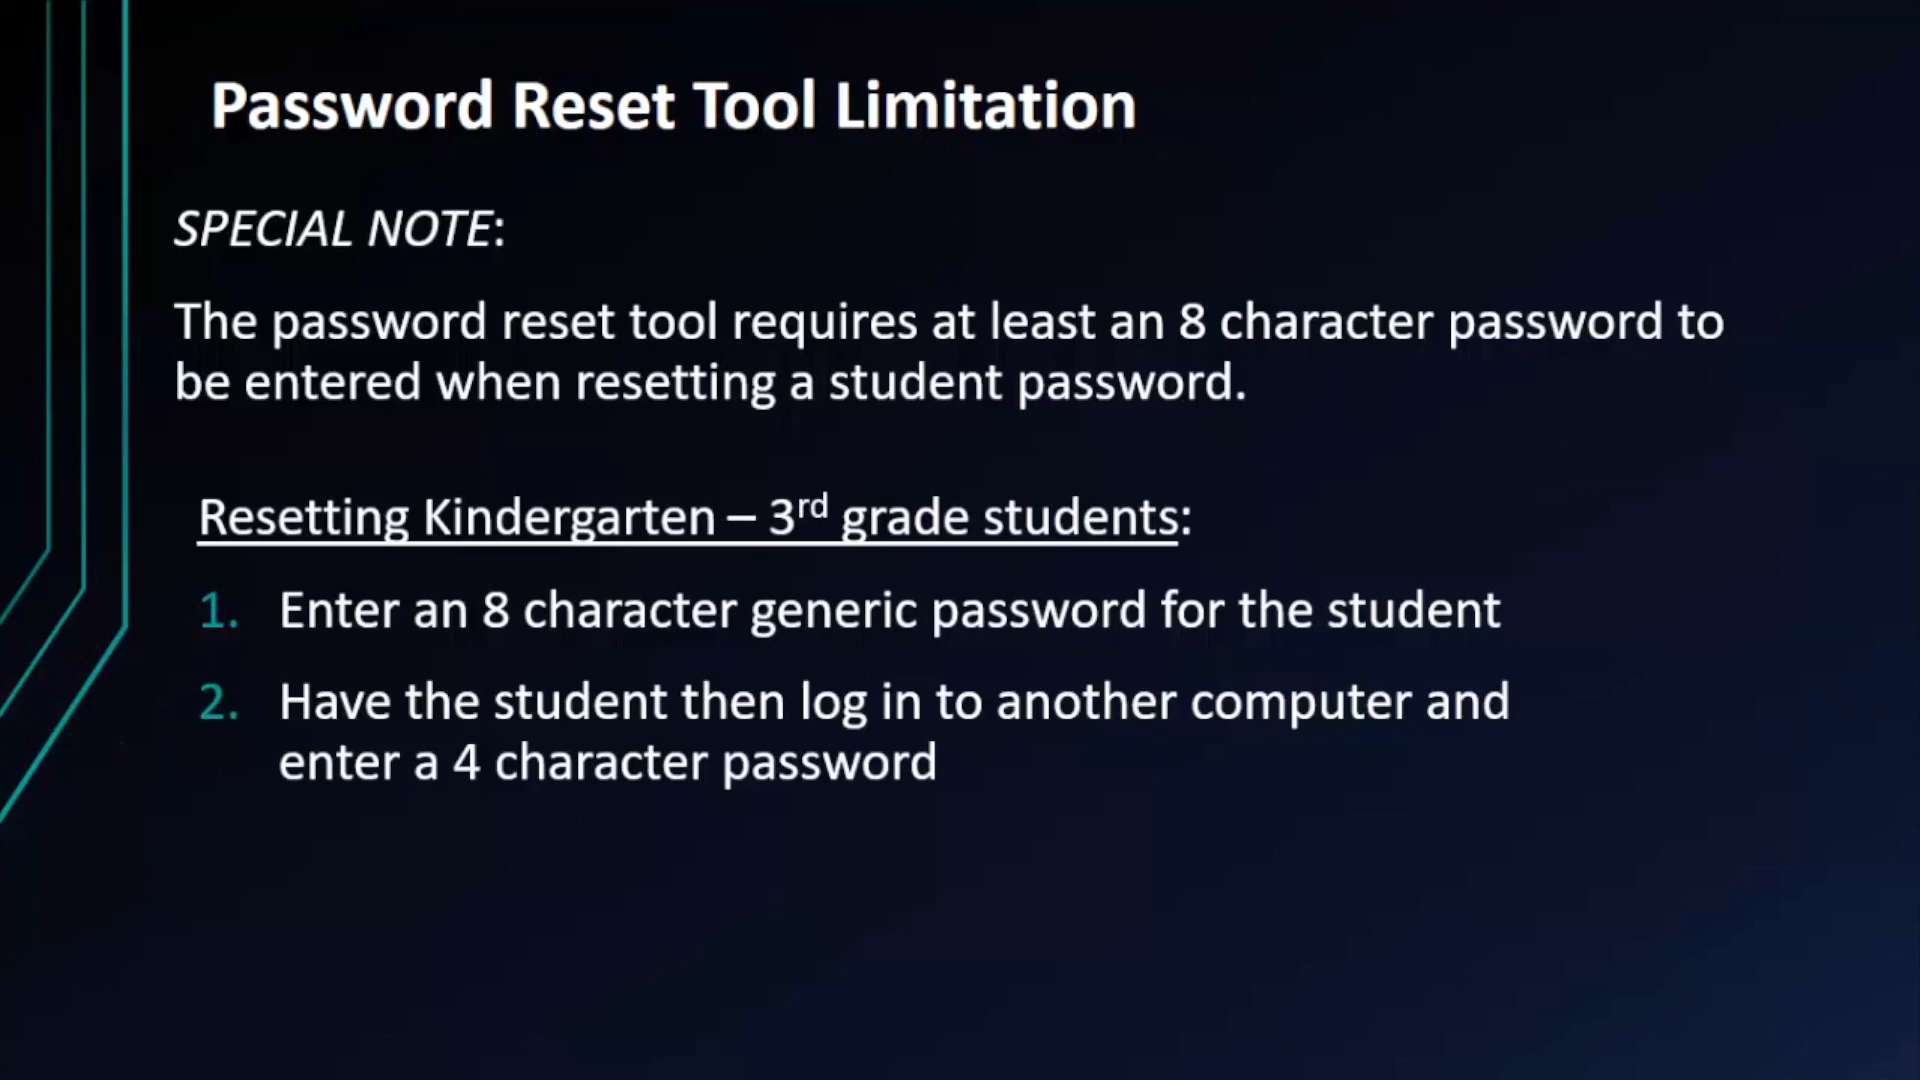 Password Reset Tool Limitation
SPECIAL NOTE:
The password reset tool requires at least an 8 character password to
be entered when resetting a student password.
Resetting Kindergarten – 3rd grade students:
1. Enter an 8 character generic password for the student
2. Have the student then log in to another computer and
enter a 4 character password